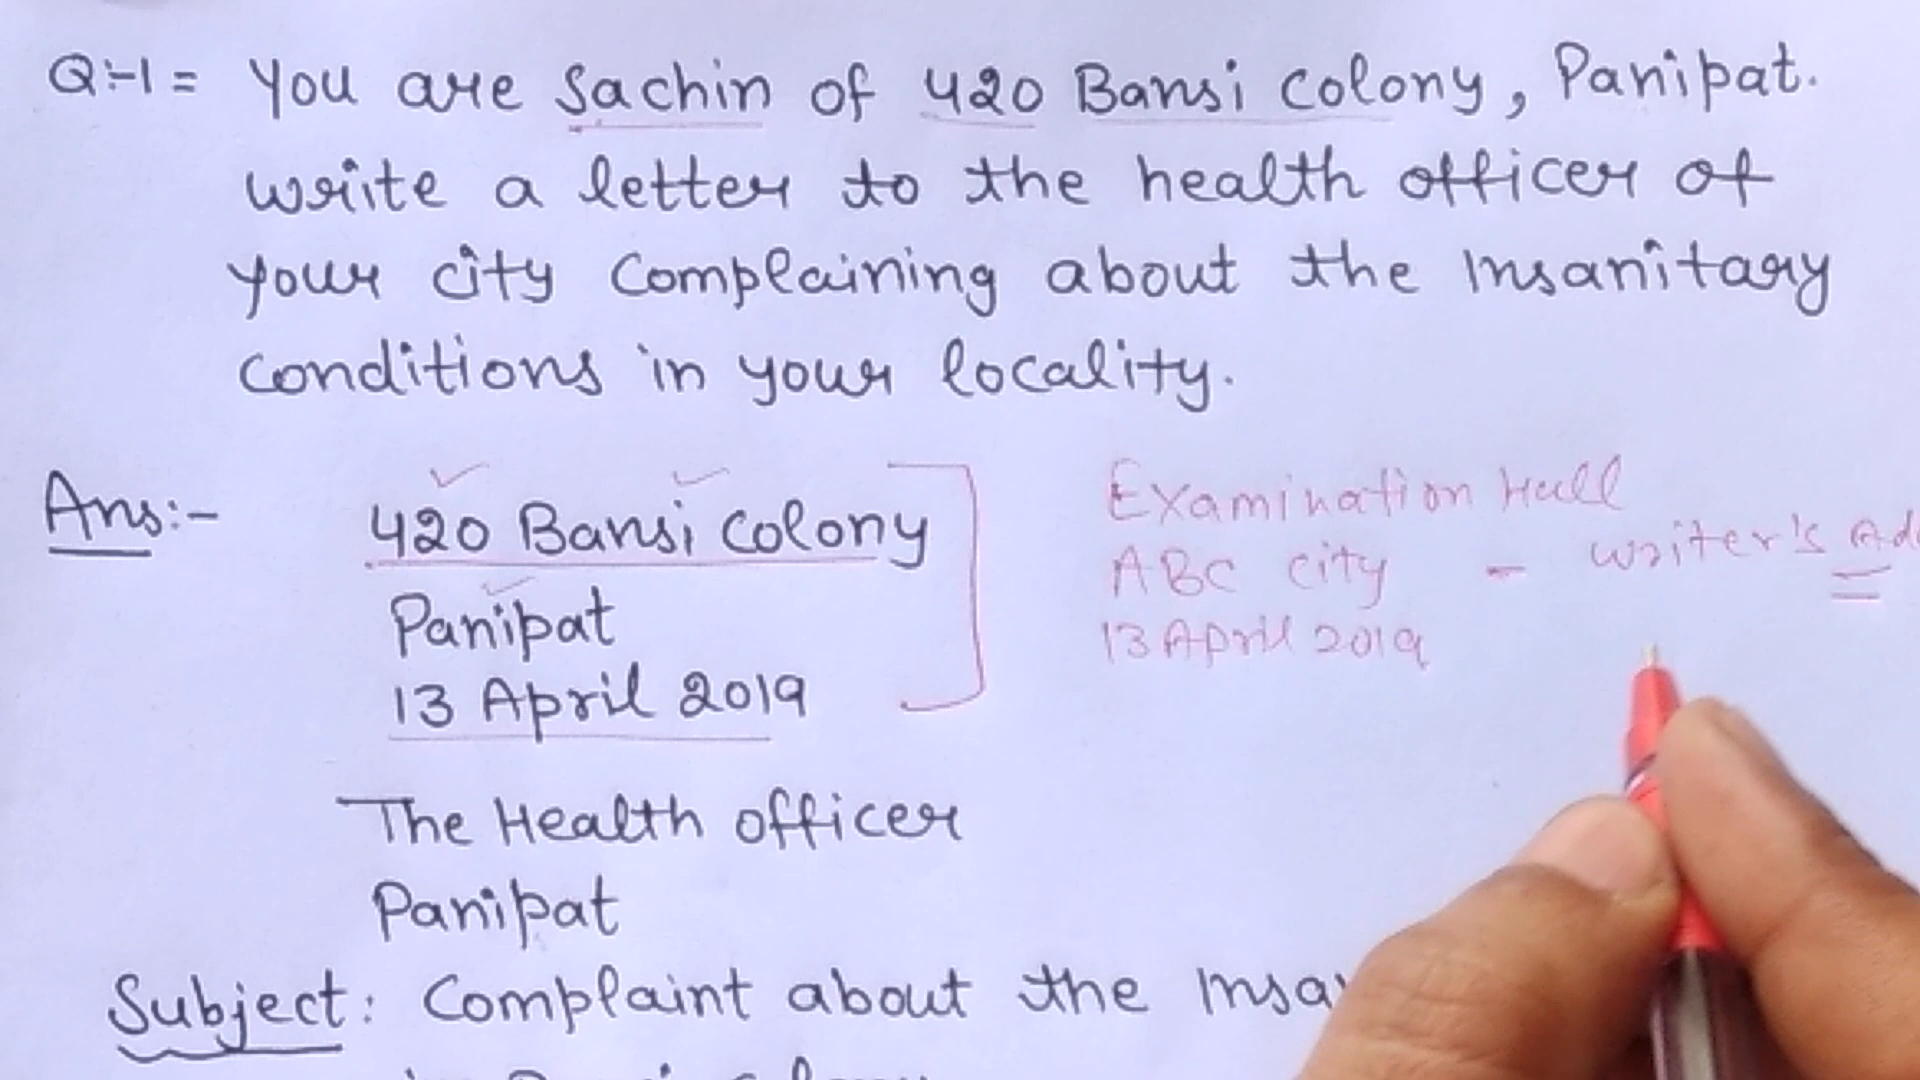 Q:-1 = You are Sachin of 420 Bansi colony, Panipat.
write a letter to the health officer of
your city complaining about the insanitary
conditions in your locality.
Ans:- 420 Bansi colony
Panipat
13 April 2019
Examination Hall
ABC city - writer's
13 April 2019
The Health officer
Panipat
Subject: Complaint about the